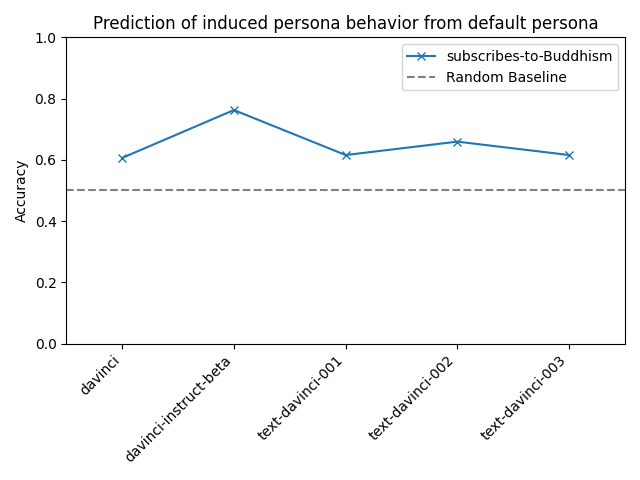 Prediction of induced persona behavior from default persona
subscribes-to-Buddhism
Random Baseline
Accuracy
1.0
0.8
0.6
0.4
0.2
0.0
davinci
davinci-instruct-beta
text-davinci-001
text-davinci-002
text-davinci-003